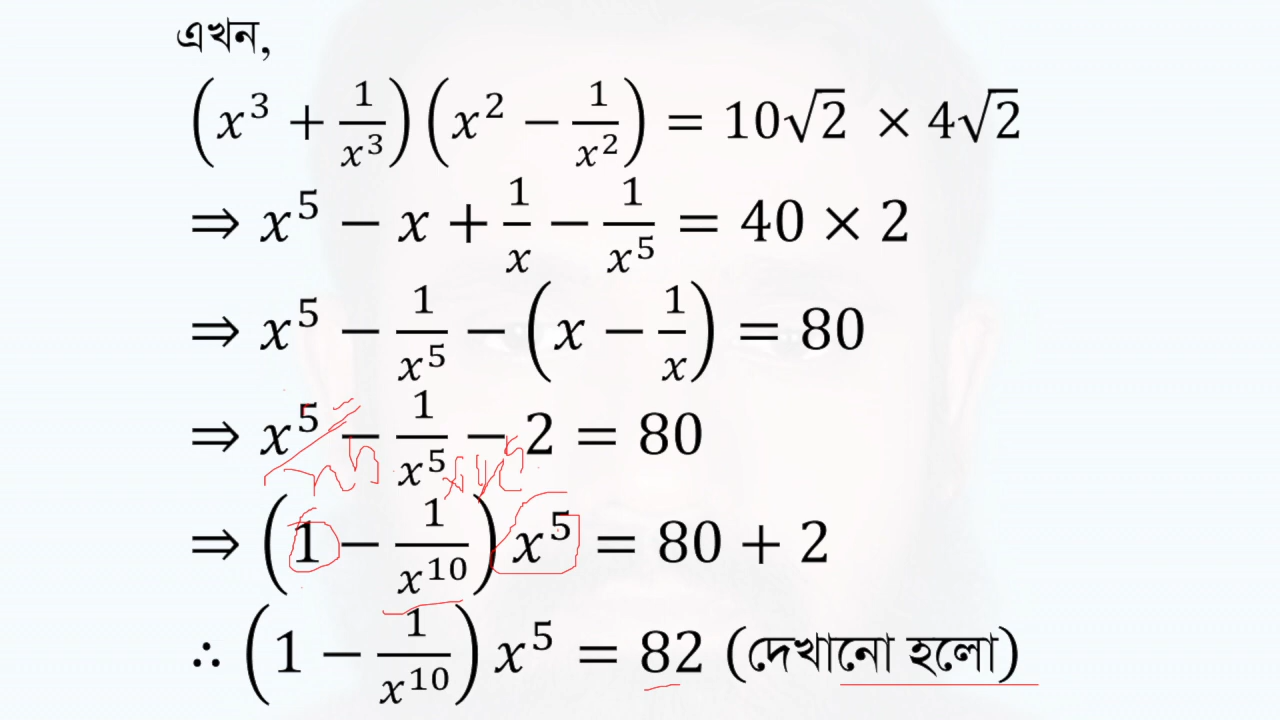 এখন,
(x³ + 1/x³)(x² − 1/x²) = 10√2 × 4√2
⇒ x⁵ − x + 1/x − 1/x⁵ = 40 × 2
⇒ x⁵ − 1/x⁵ − (x − 1/x) = 80
⇒ x⁵ − 1/x⁵ − 2 = 80
⇒ (1 − 1/x¹⁰) x⁵ = 80 + 2
∴ (1 − 1/x¹⁰) x⁵ = 82 (দেখানো হলো)